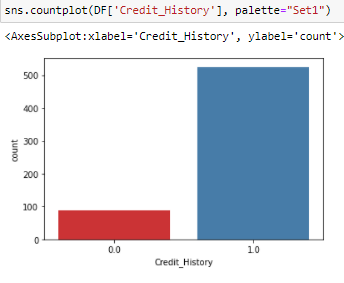 sns.countplot(DF['Credit_History'], palette="Set1")
<AxesSubplot:xlabel='Credit_History', ylabel='count'>
500
400
300
200
100
0
count
0.0 1.0
Credit_History